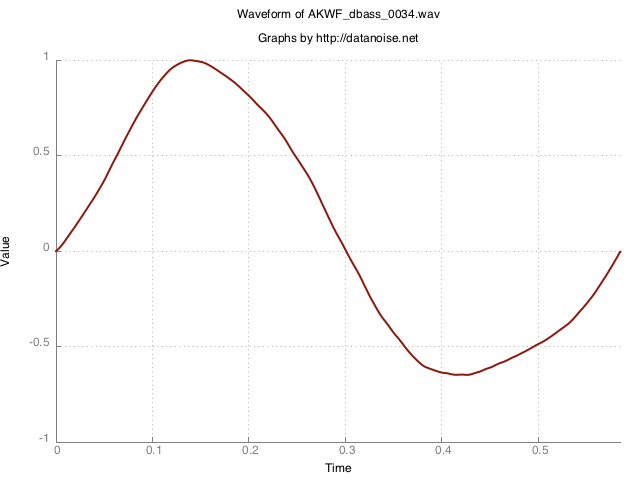 Waveform of AKWF_dbass_0034.wav
Graphs by http://datanoise.net
1
0.5
0
-0.5
-1
Value
0 0.1 0.2 0.3 0.4 0.5
Time